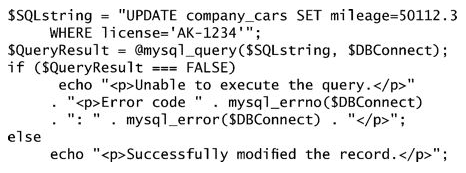 $SQLstring = "UPDATE company_cars SET mileage=50112.3
WHERE license='AK-1234'";
$QueryResult = @mysql_query($SQLstring, $DBConnect);
if ($QueryResult === FALSE)
echo "<p>Unable to execute the query.</p>"
. "<p>Error code " . mysql_errno($DBConnect)
. ": " . mysql_error($DBConnect) . "</p>";
else
echo "<p>Successfully modified the record.</p>";